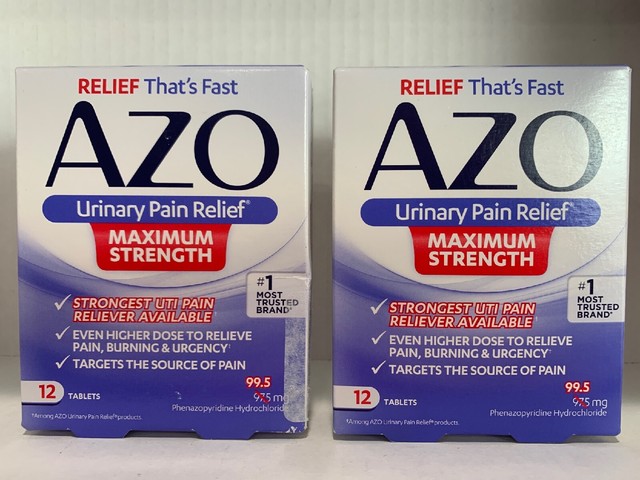 RELIEF That's Fast
AZO
Urinary Pain Relief®
MAXIMUM
STRENGTH
#1
MOST
TRUSTED
BRAND*
✓ STRONGEST UTI PAIN
RELIEVER AVAILABLE†
✓ EVEN HIGHER DOSE TO RELIEVE
PAIN, BURNING & URGENCY†
✓ TARGETS THE SOURCE OF PAIN
99.5
12 TABLETS
97.5 mg
Phenazopyridine Hydrochloride
†Among AZO Urinary Pain Relief® products.
RELIEF That's Fast
AZO
Urinary Pain Relief®
MAXIMUM
STRENGTH
#1
MOST
TRUSTED
BRAND*
✓ STRONGEST UTI PAIN
RELIEVER AVAILABLE†
✓ EVEN HIGHER DOSE TO RELIEVE
PAIN, BURNING & URGENCY†
✓ TARGETS THE SOURCE OF PAIN
99.5
12 TABLETS
97.5 mg
Phenazopyridine Hydrochloride
†Among AZO Urinary Pain Relief® products.